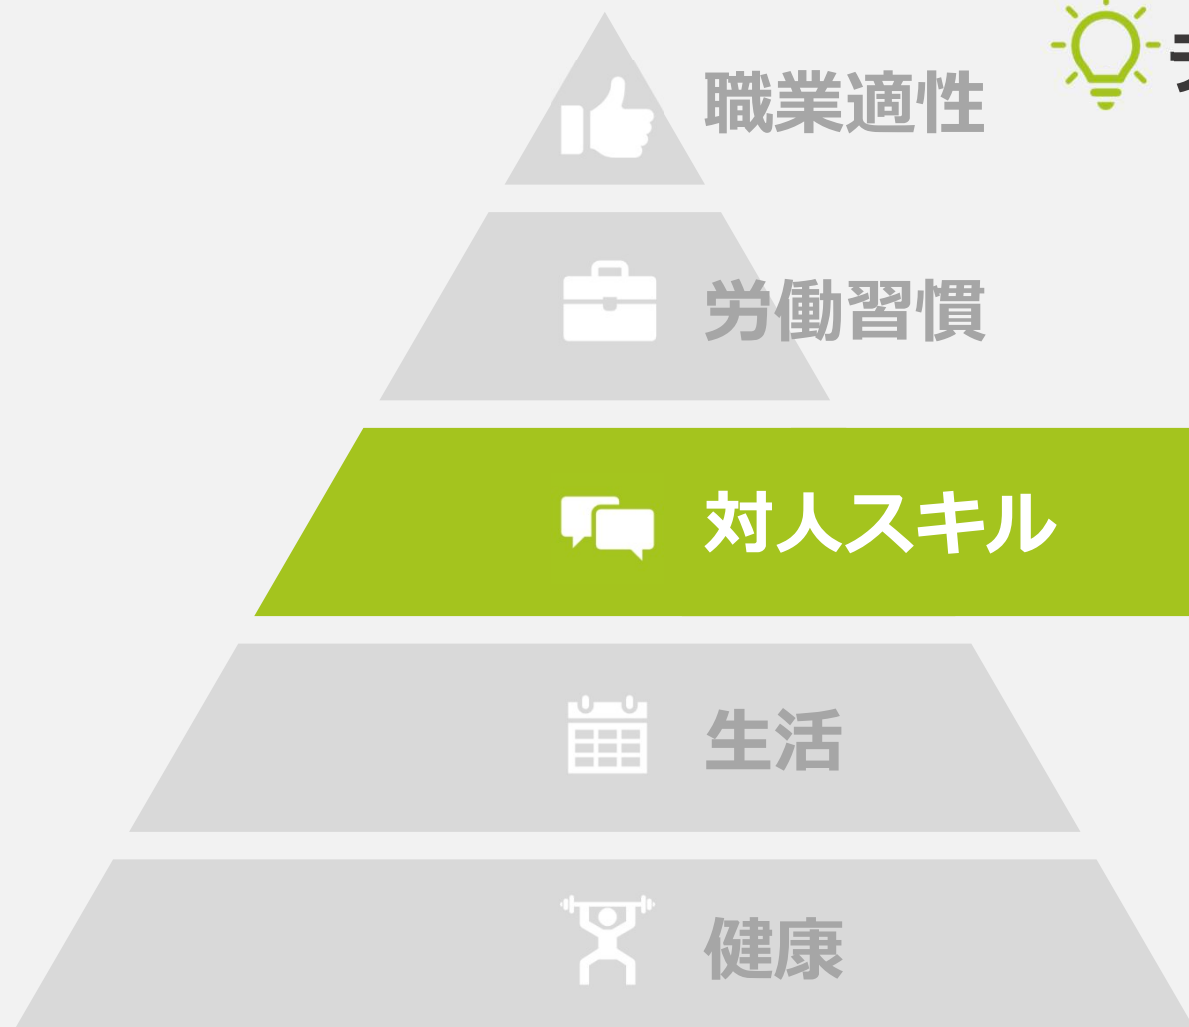 職業適性
労働習慣
対人スキル
生活
健康